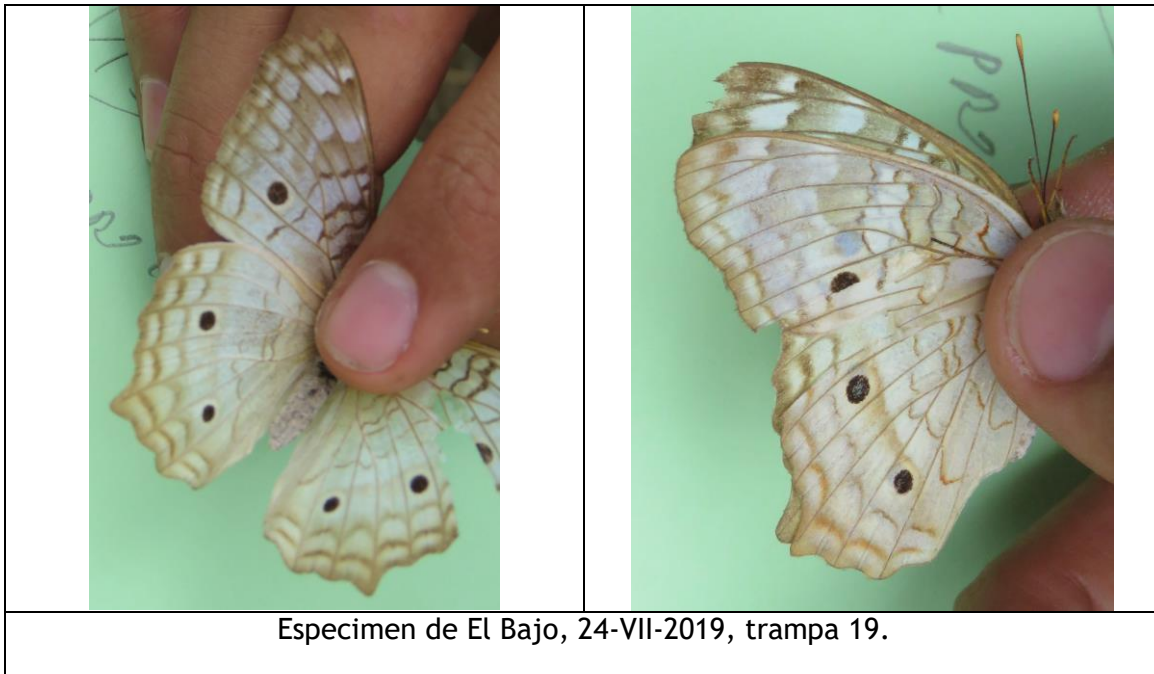 Especimen de El Bajo, 24-VII-2019, trampa 19.